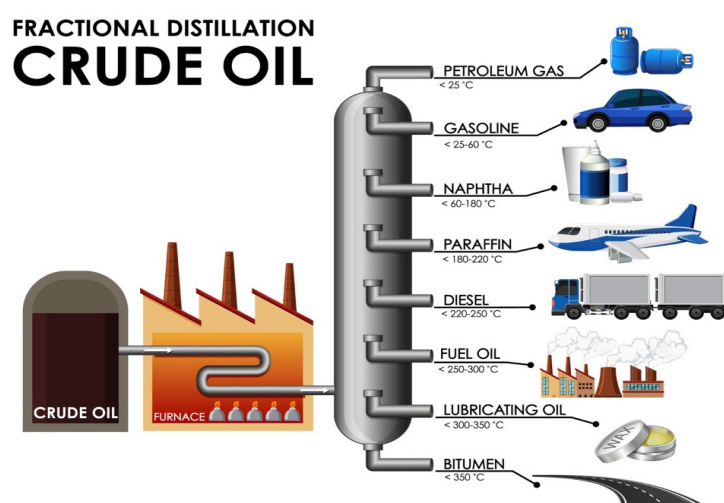 FRACTIONAL DISTILLATION
CRUDE OIL
PETROLEUM GAS
< 25 °C
GASOLINE
< 25-60 °C
NAPHTHA
< 60-180 °C
PARAFFIN
< 180-220 °C
DIESEL
< 220-250 °C
FUEL OIL
< 250-300 °C
LUBRICATING OIL
< 300-350 °C
BITUMEN
< 350 °C
CRUDE OIL
FURNACE
WAX